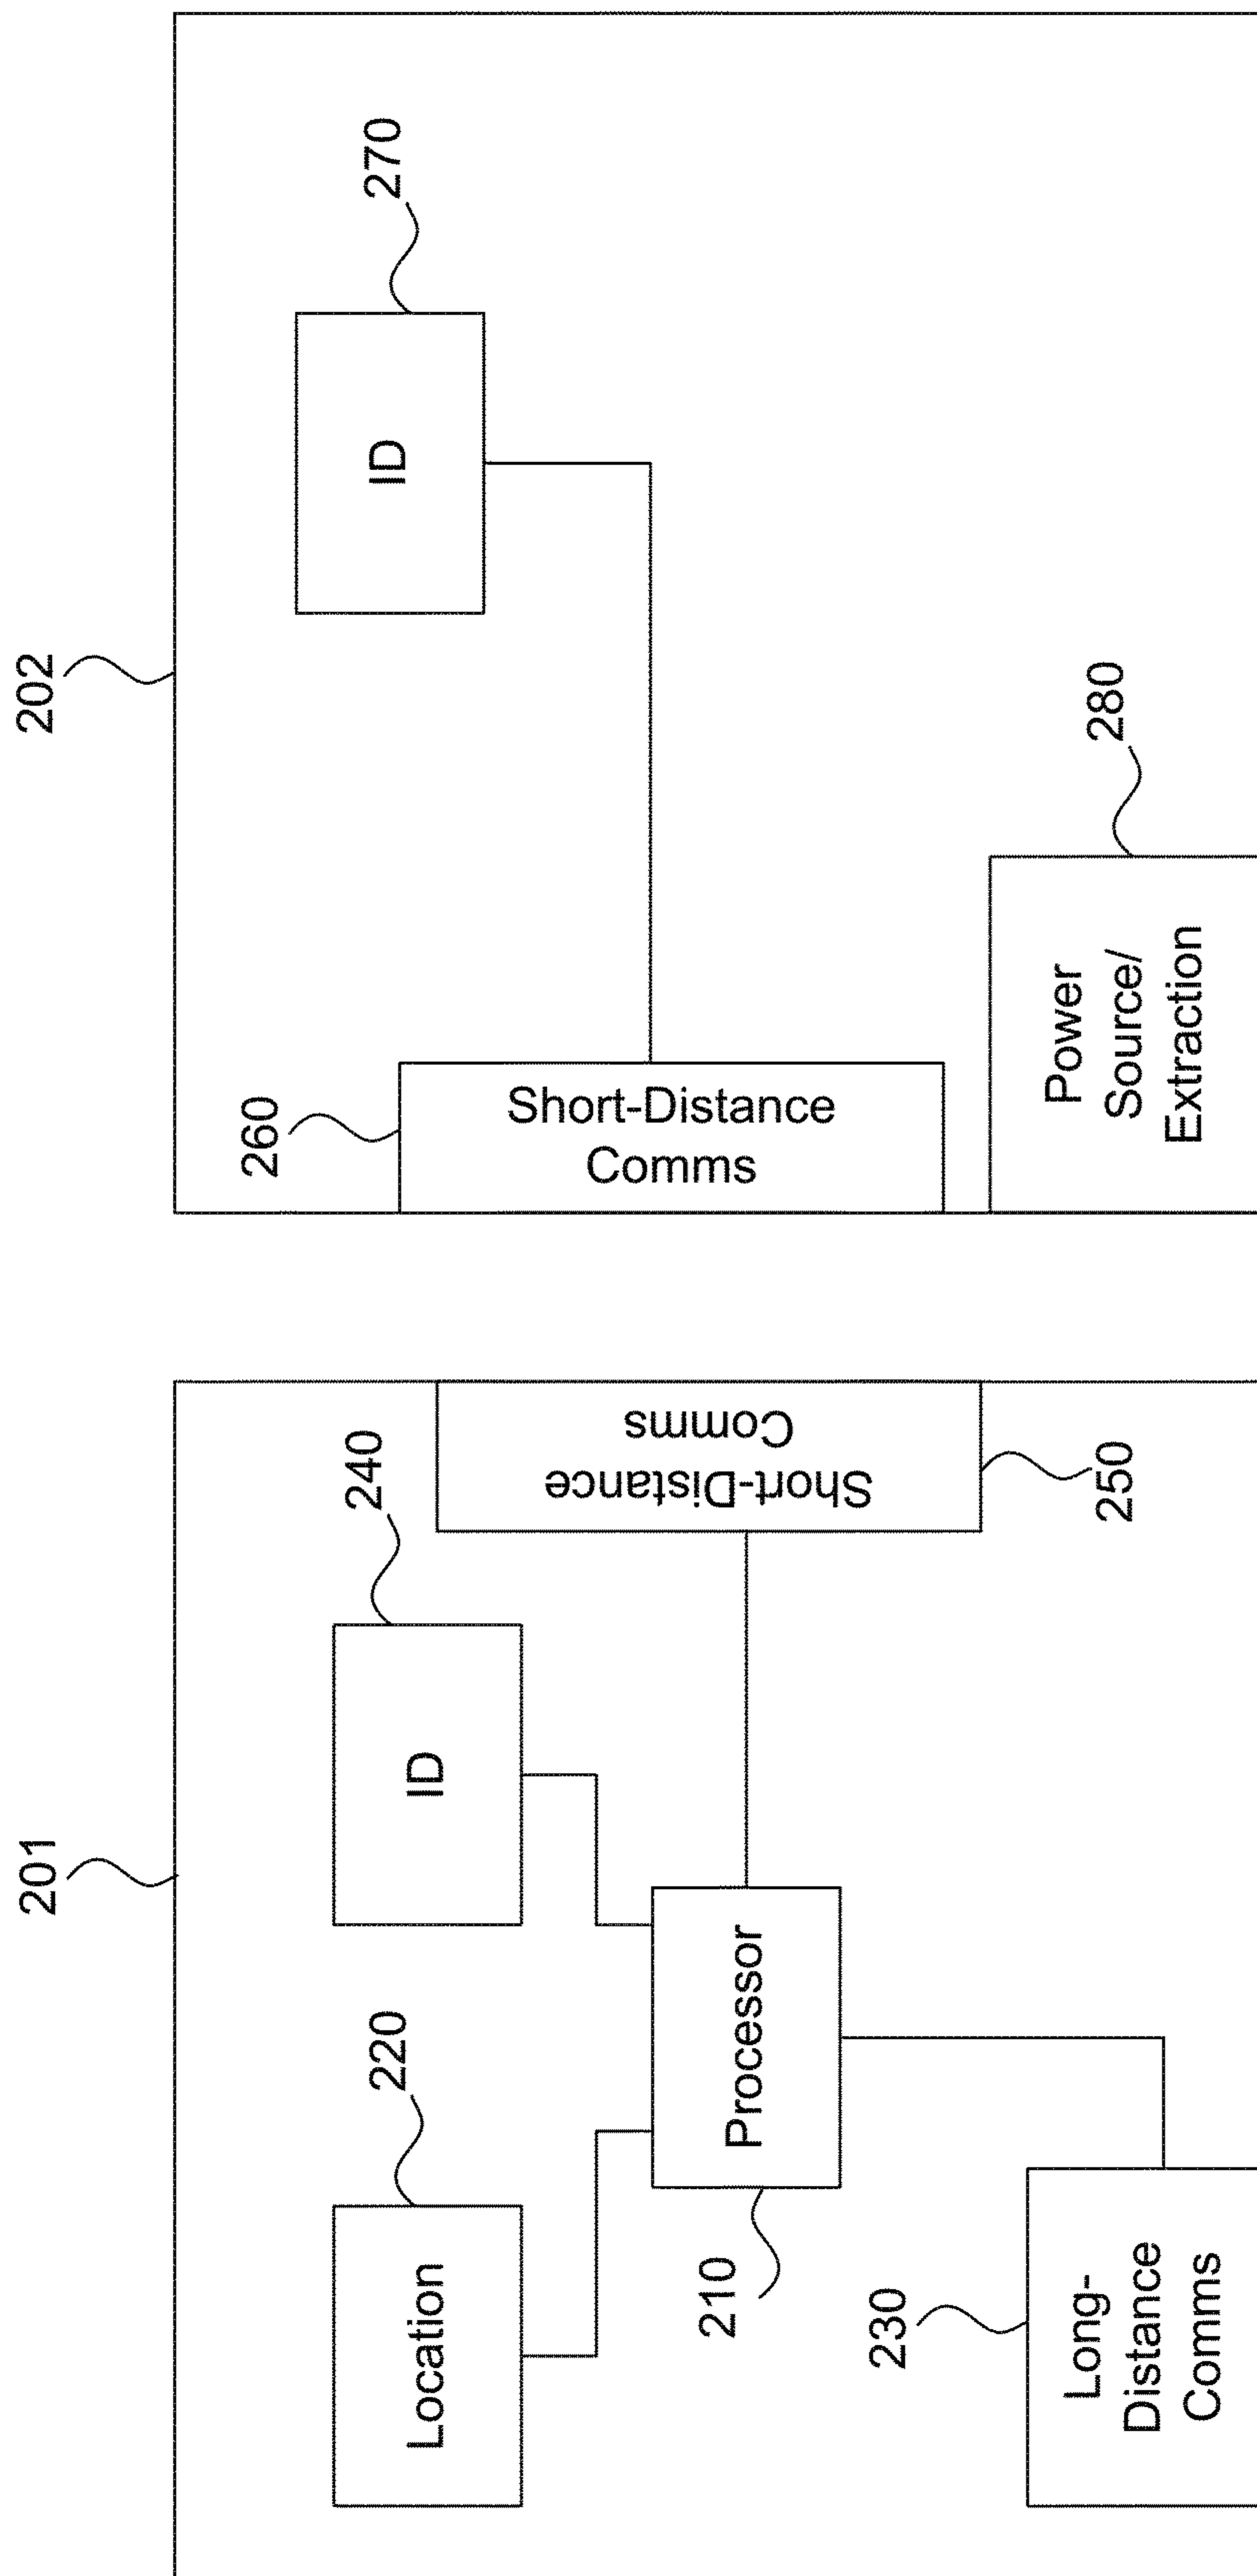 201
202
Location
220
ID
240
Short-Distance
Comms
250
Processor
210
Long-
Distance
Comms
230
260
Short-Distance
Comms
ID
270
Power
Source/
Extraction
280